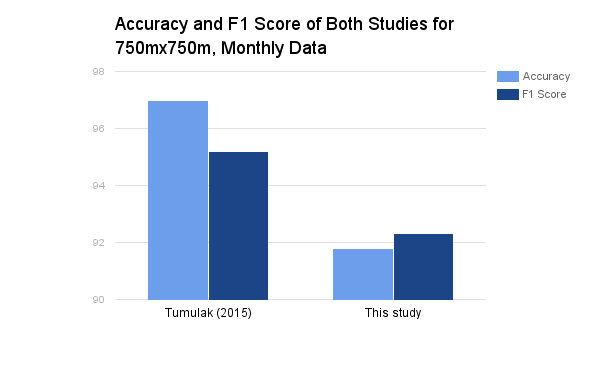 Accuracy and F1 Score of Both Studies for
750mx750m, Monthly Data
98
96
94
92
90
Accuracy
F1 Score
Tumulak (2015)
This study